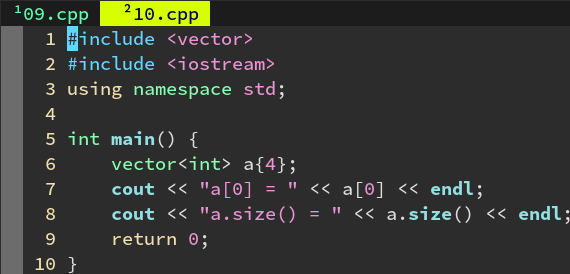 ¹09.cpp ²10.cpp
1 #include <vector>
2 #include <iostream>
3 using namespace std;
4
5 int main() {
6     vector<int> a{4};
7     cout << "a[0] = " << a[0] << endl;
8     cout << "a.size() = " << a.size() << endl;
9     return 0;
10 }